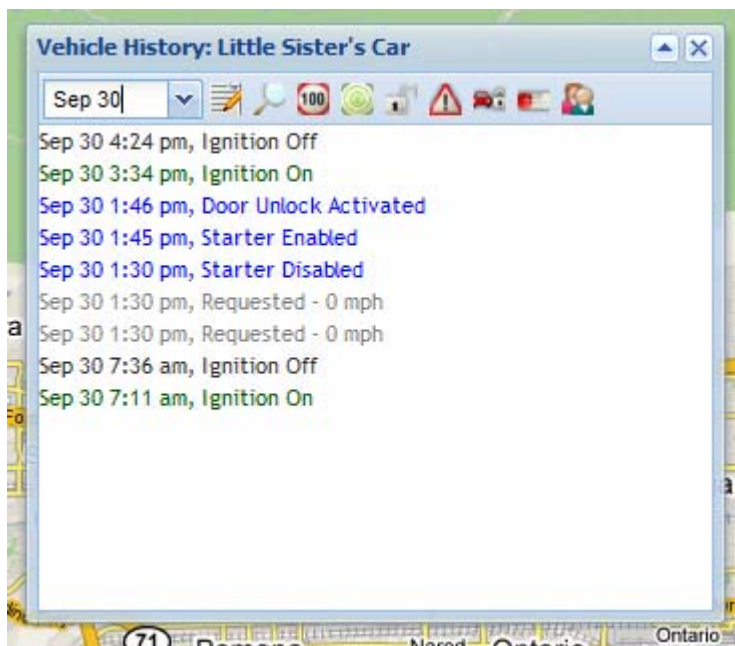 Vehicle History: Little Sister's Car
Sep 30
100
Sep 30 4:24 pm, Ignition Off
Sep 30 3:34 pm, Ignition On
Sep 30 1:46 pm, Door Unlock Activated
Sep 30 1:45 pm, Starter Enabled
Sep 30 1:30 pm, Starter Disabled
Sep 30 1:30 pm, Requested - 0 mph
Sep 30 1:30 pm, Requested - 0 mph
Sep 30 7:36 am, Ignition Off
Sep 30 7:11 am, Ignition On
71
Ontario